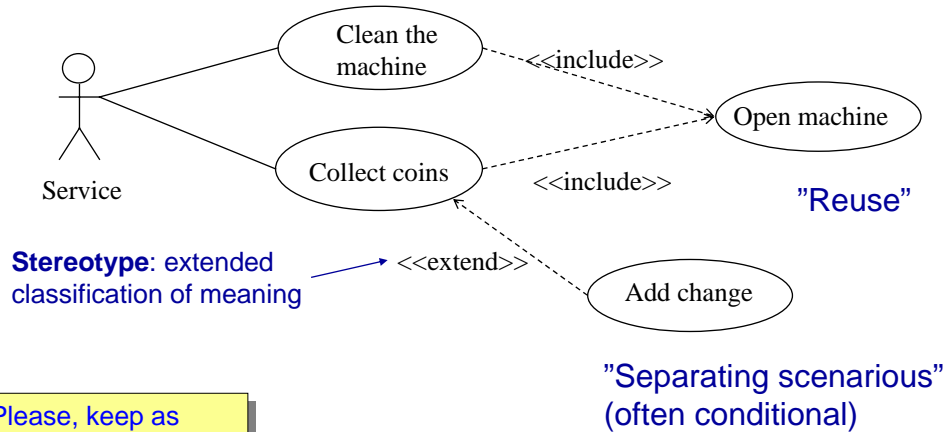 Clean the
machine
<<include>>
Open machine
Service
Collect coins
<<include>>
”Reuse”
Stereotype: extended
classification of meaning
<<extend>>
Add change
”Separating scenarious”
(often conditional)
Please, keep as